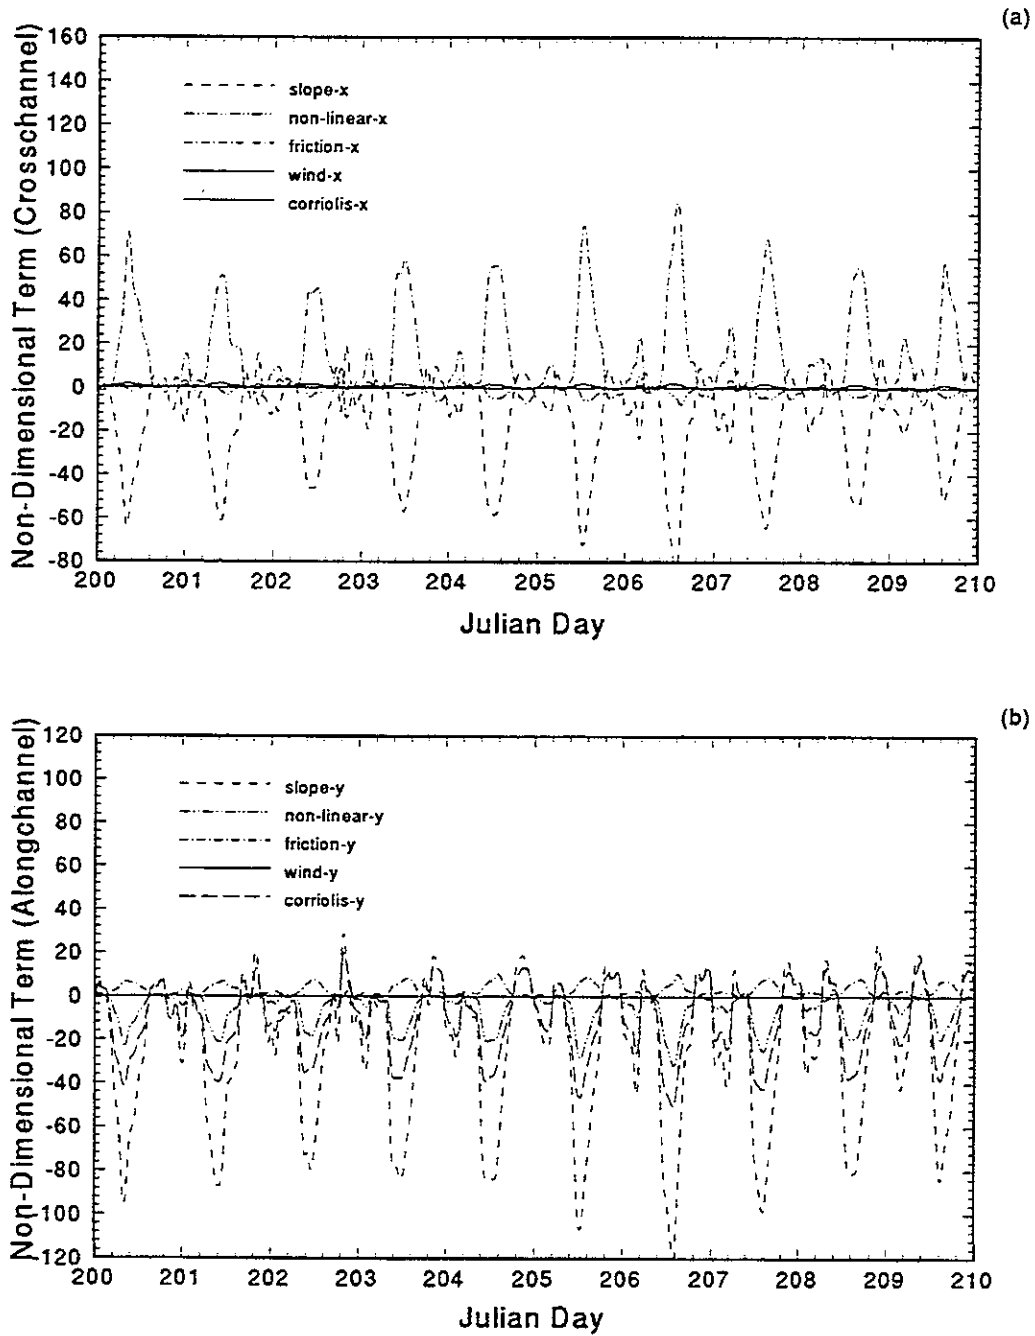 (a)
Non-Dimensional Term (Crosschannel)
160
140
120
100
80
60
40
20
0
-20
-40
-60
-80
slope-x
non-linear-x
friction-x
wind-x
corriolis-x
200 201 202 203 204 205 206 207 208 209 210
Julian Day
(b)
Non-Dimensional Term (Alongchannel)
120
100
80
60
40
20
0
-20
-40
-60
-80
-100
-120
slope-y
non-linear-y
friction-y
wind-y
corriolis-y
200 201 202 203 204 205 206 207 208 209 210
Julian Day